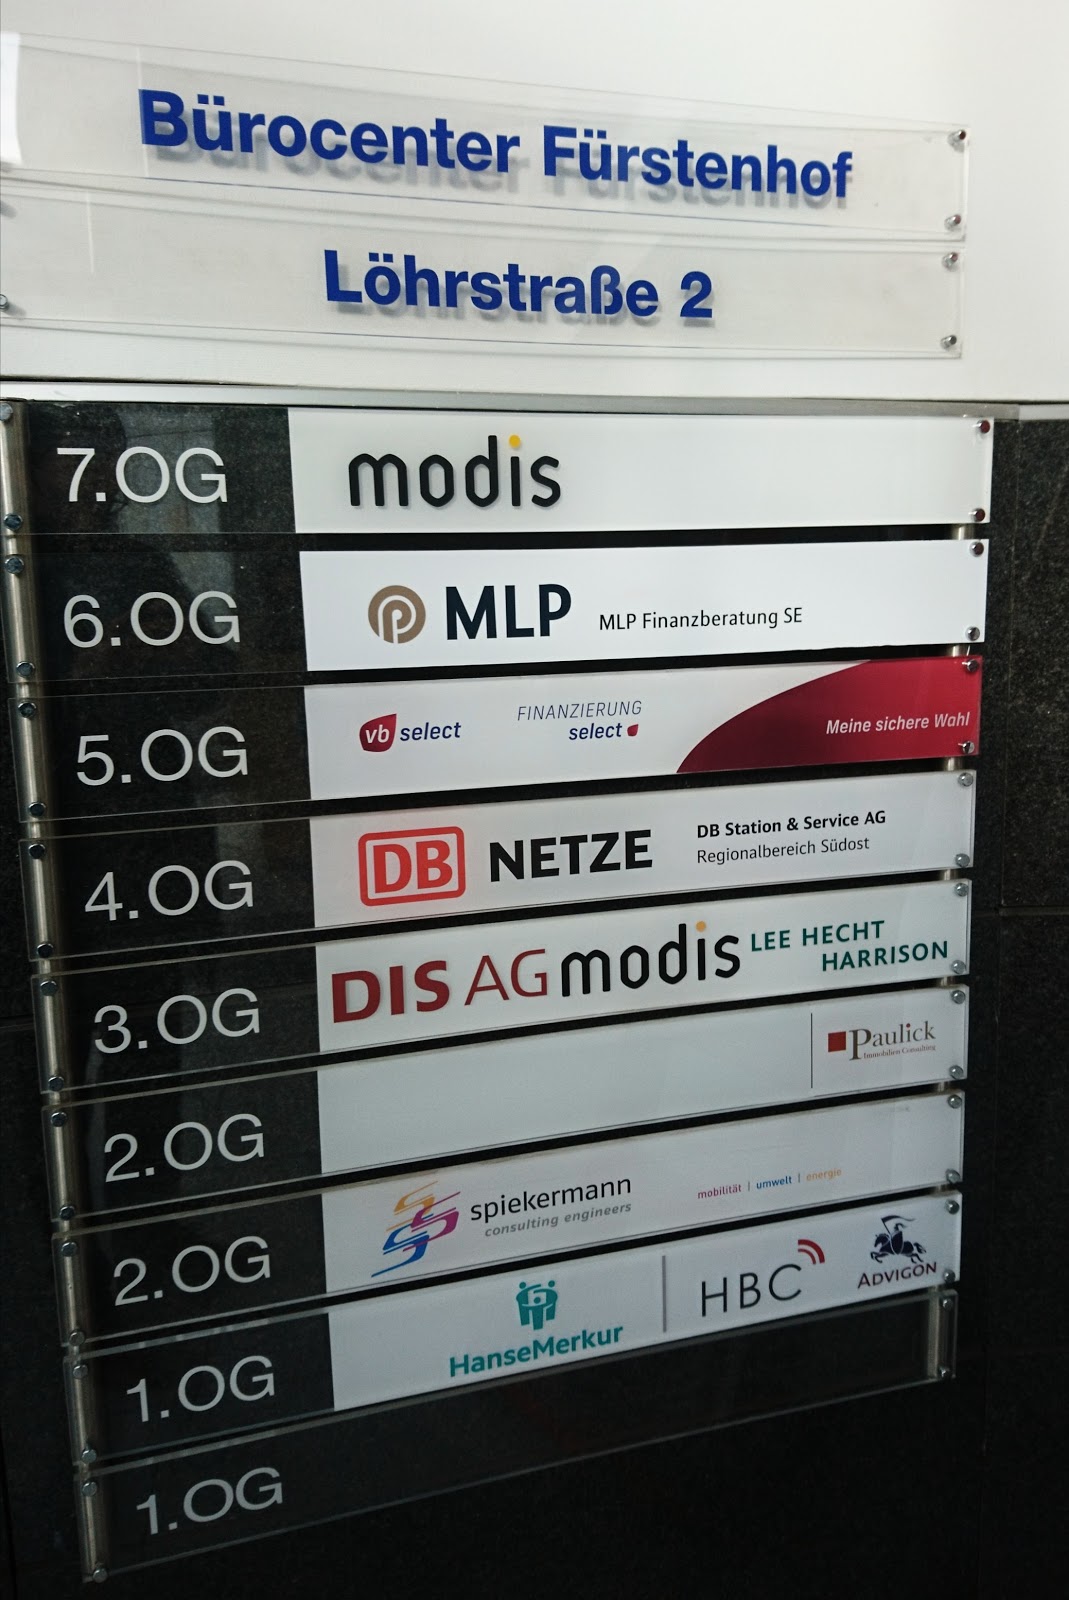 Bürocenter Fürstenhof
Löhrstraße 2
7.OG modis
6.OG MLP MLP Finanzberatung SE
5.OG vb select FINANZIERUNG select Meine sichere Wahl
4.OG DB NETZE DB Station & Service AG
Regionalbereich Südost
3.OG DIS AG modis LEE HECHT
HARRISON
2.OG Paulick
Immobilien Consulting
2.OG spiekermann mobilität | umwelt | energie
consulting engineers
1.OG HanseMerkur HBC ADVIGON
1.OG